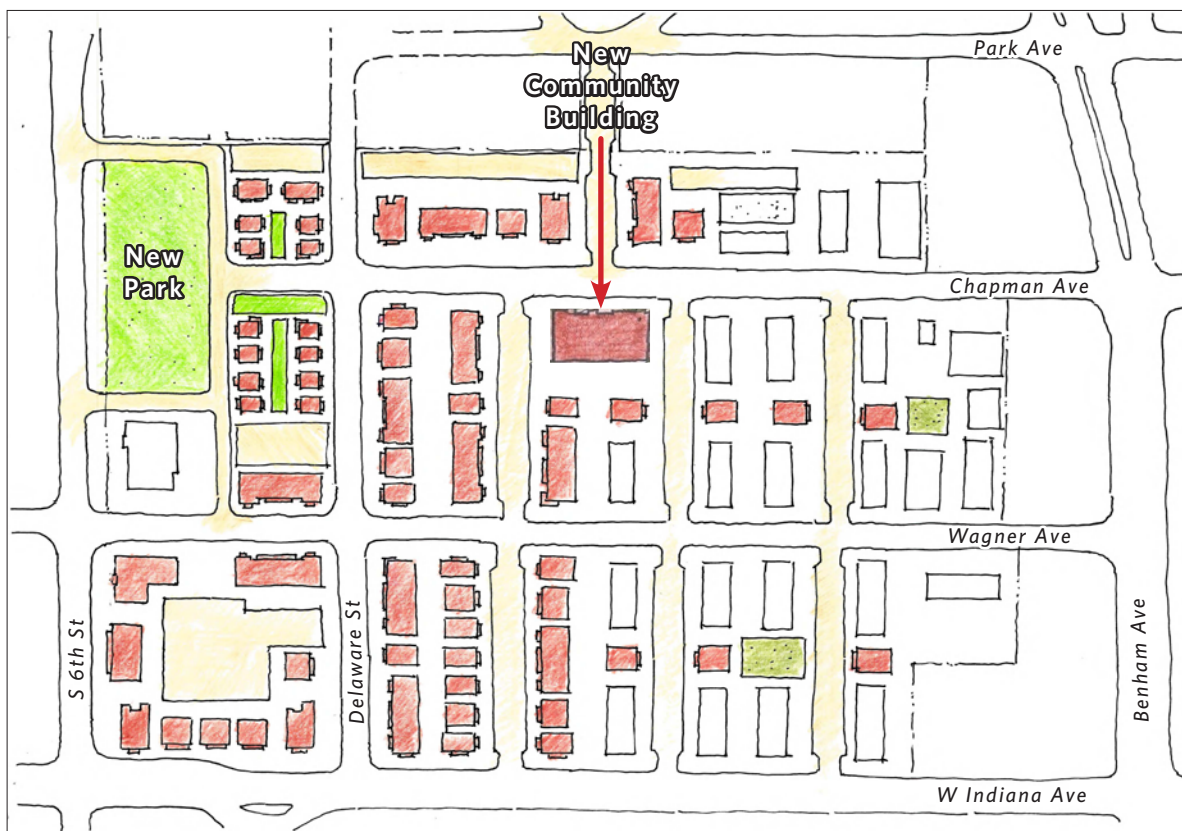 Park Ave
New
Community
Building
New
Park
Chapman Ave
Wagner Ave
S 6th St
Delaware St
Benham Ave
W Indiana Ave